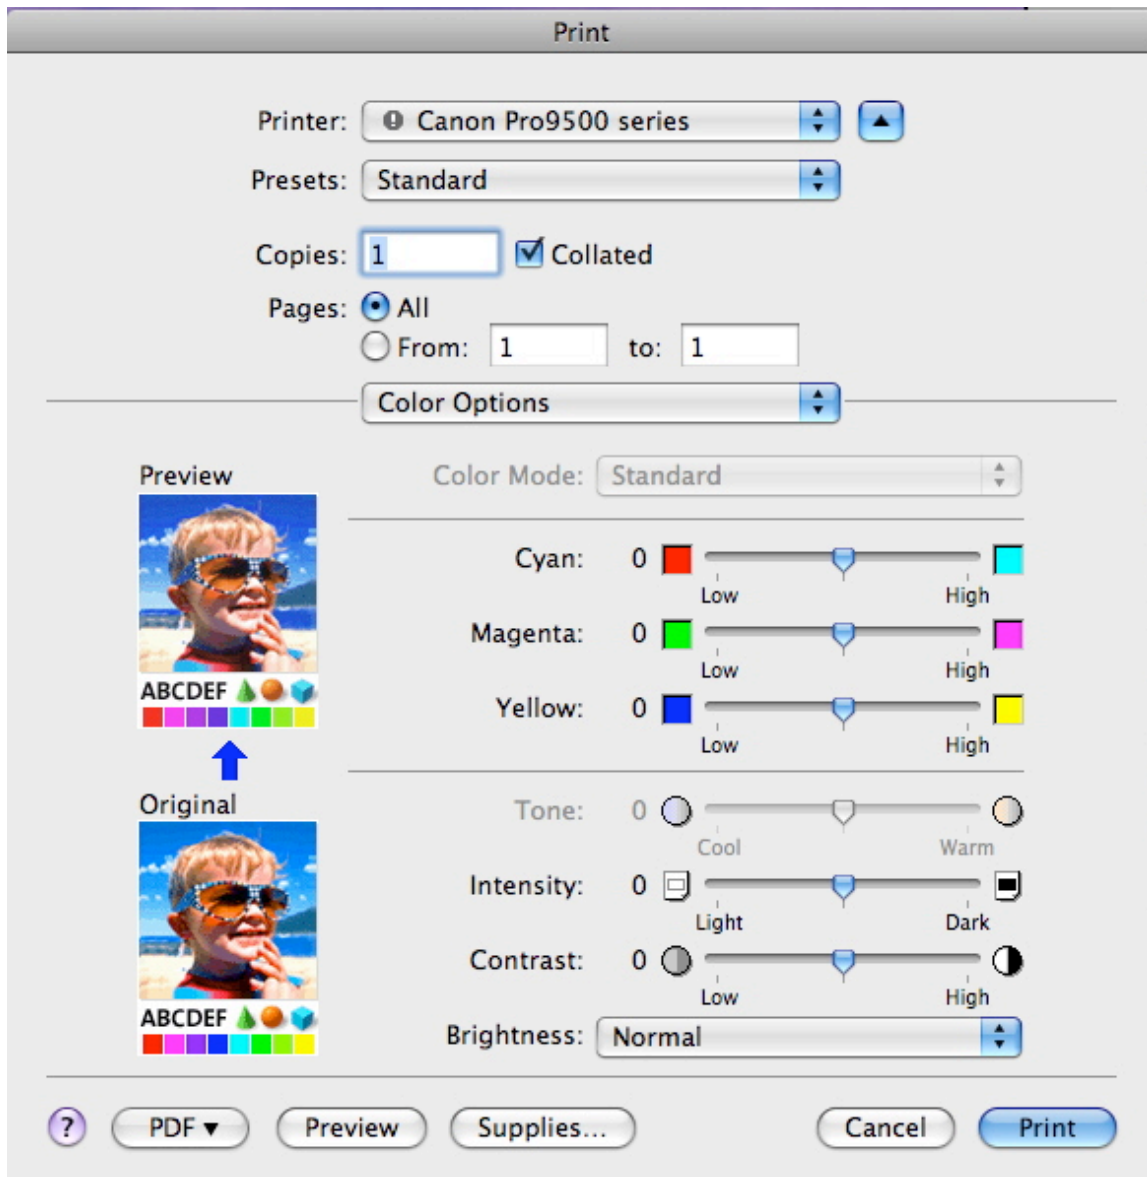 Print
Printer: Canon Pro9500 series
Presets: Standard
Copies: 1 Collated
Pages: All
From: 1 to: 1
Color Options
Preview
Color Mode: Standard
Cyan: 0
Low High
Magenta: 0
Low High
Yellow: 0
Low High
ABCDEF
Original
Tone: 0
Cool Warm
Intensity: 0
Light Dark
Contrast: 0
Low High
ABCDEF
Brightness: Normal
? PDF Preview Supplies... Cancel Print